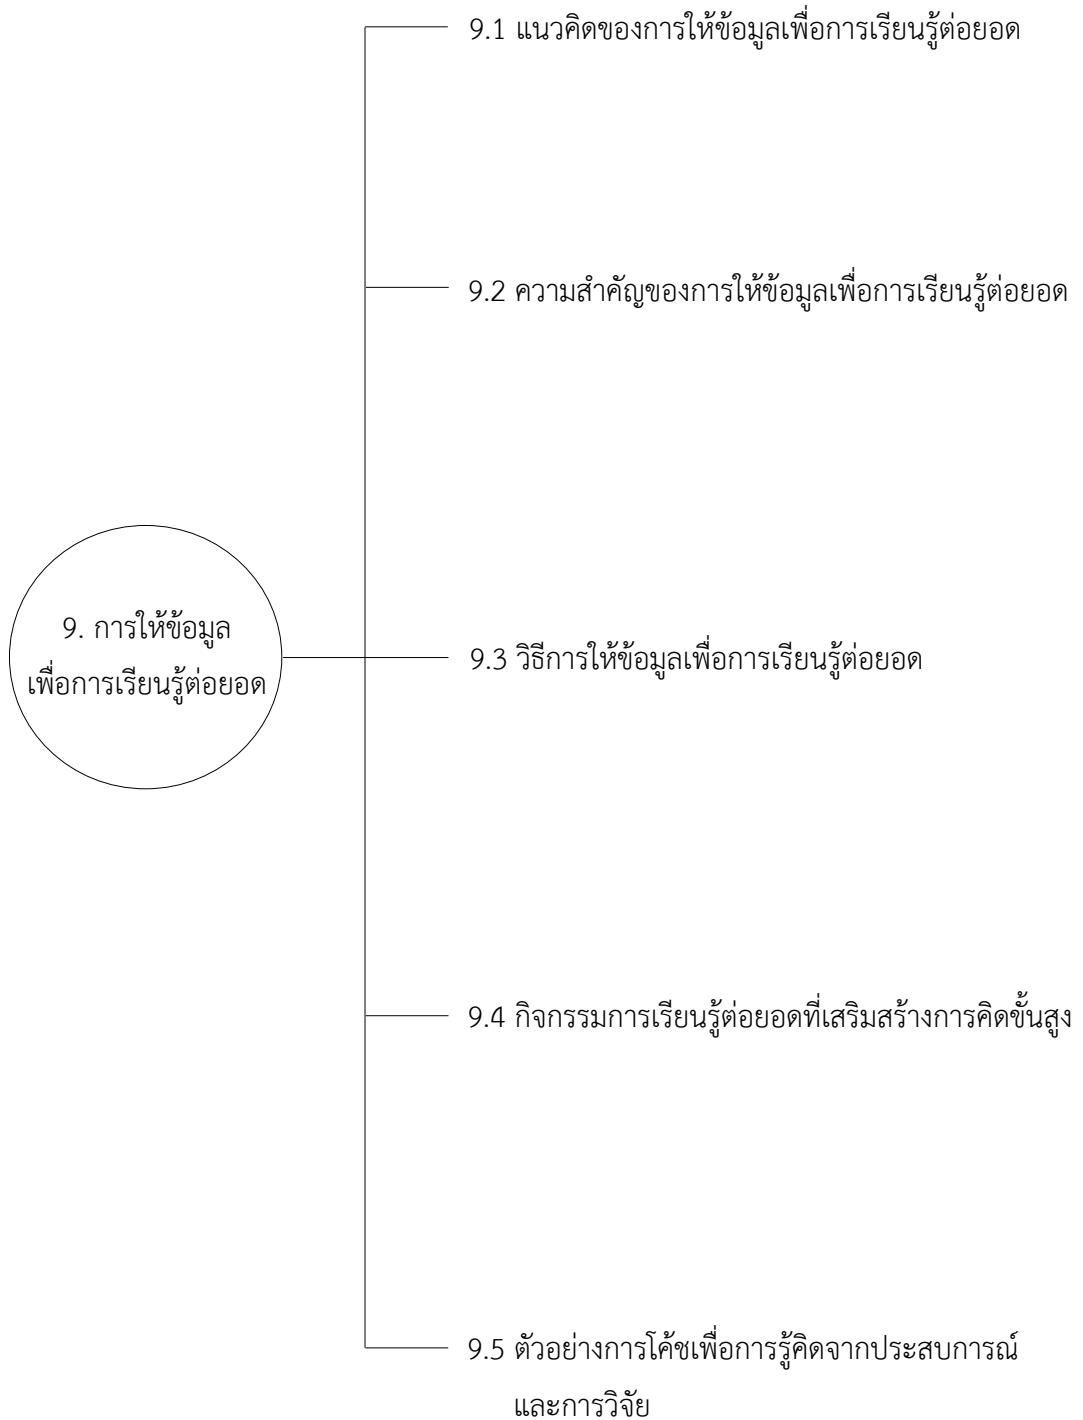 9.1 แนวคิดของการให้ข้อมูลเพื่อการเรียนรู้ต่อยอด
9.2 ความสำคัญของการให้ข้อมูลเพื่อการเรียนรู้ต่อยอด
9. การให้ข้อมูล
เพื่อการเรียนรู้ต่อยอด
9.3 วิธีการให้ข้อมูลเพื่อการเรียนรู้ต่อยอด
9.4 กิจกรรมการเรียนรู้ต่อยอดที่เสริมสร้างการคิดขั้นสูง
9.5 ตัวอย่างการโค้ชเพื่อการรู้คิดจากประสบการณ์
และการวิจัย